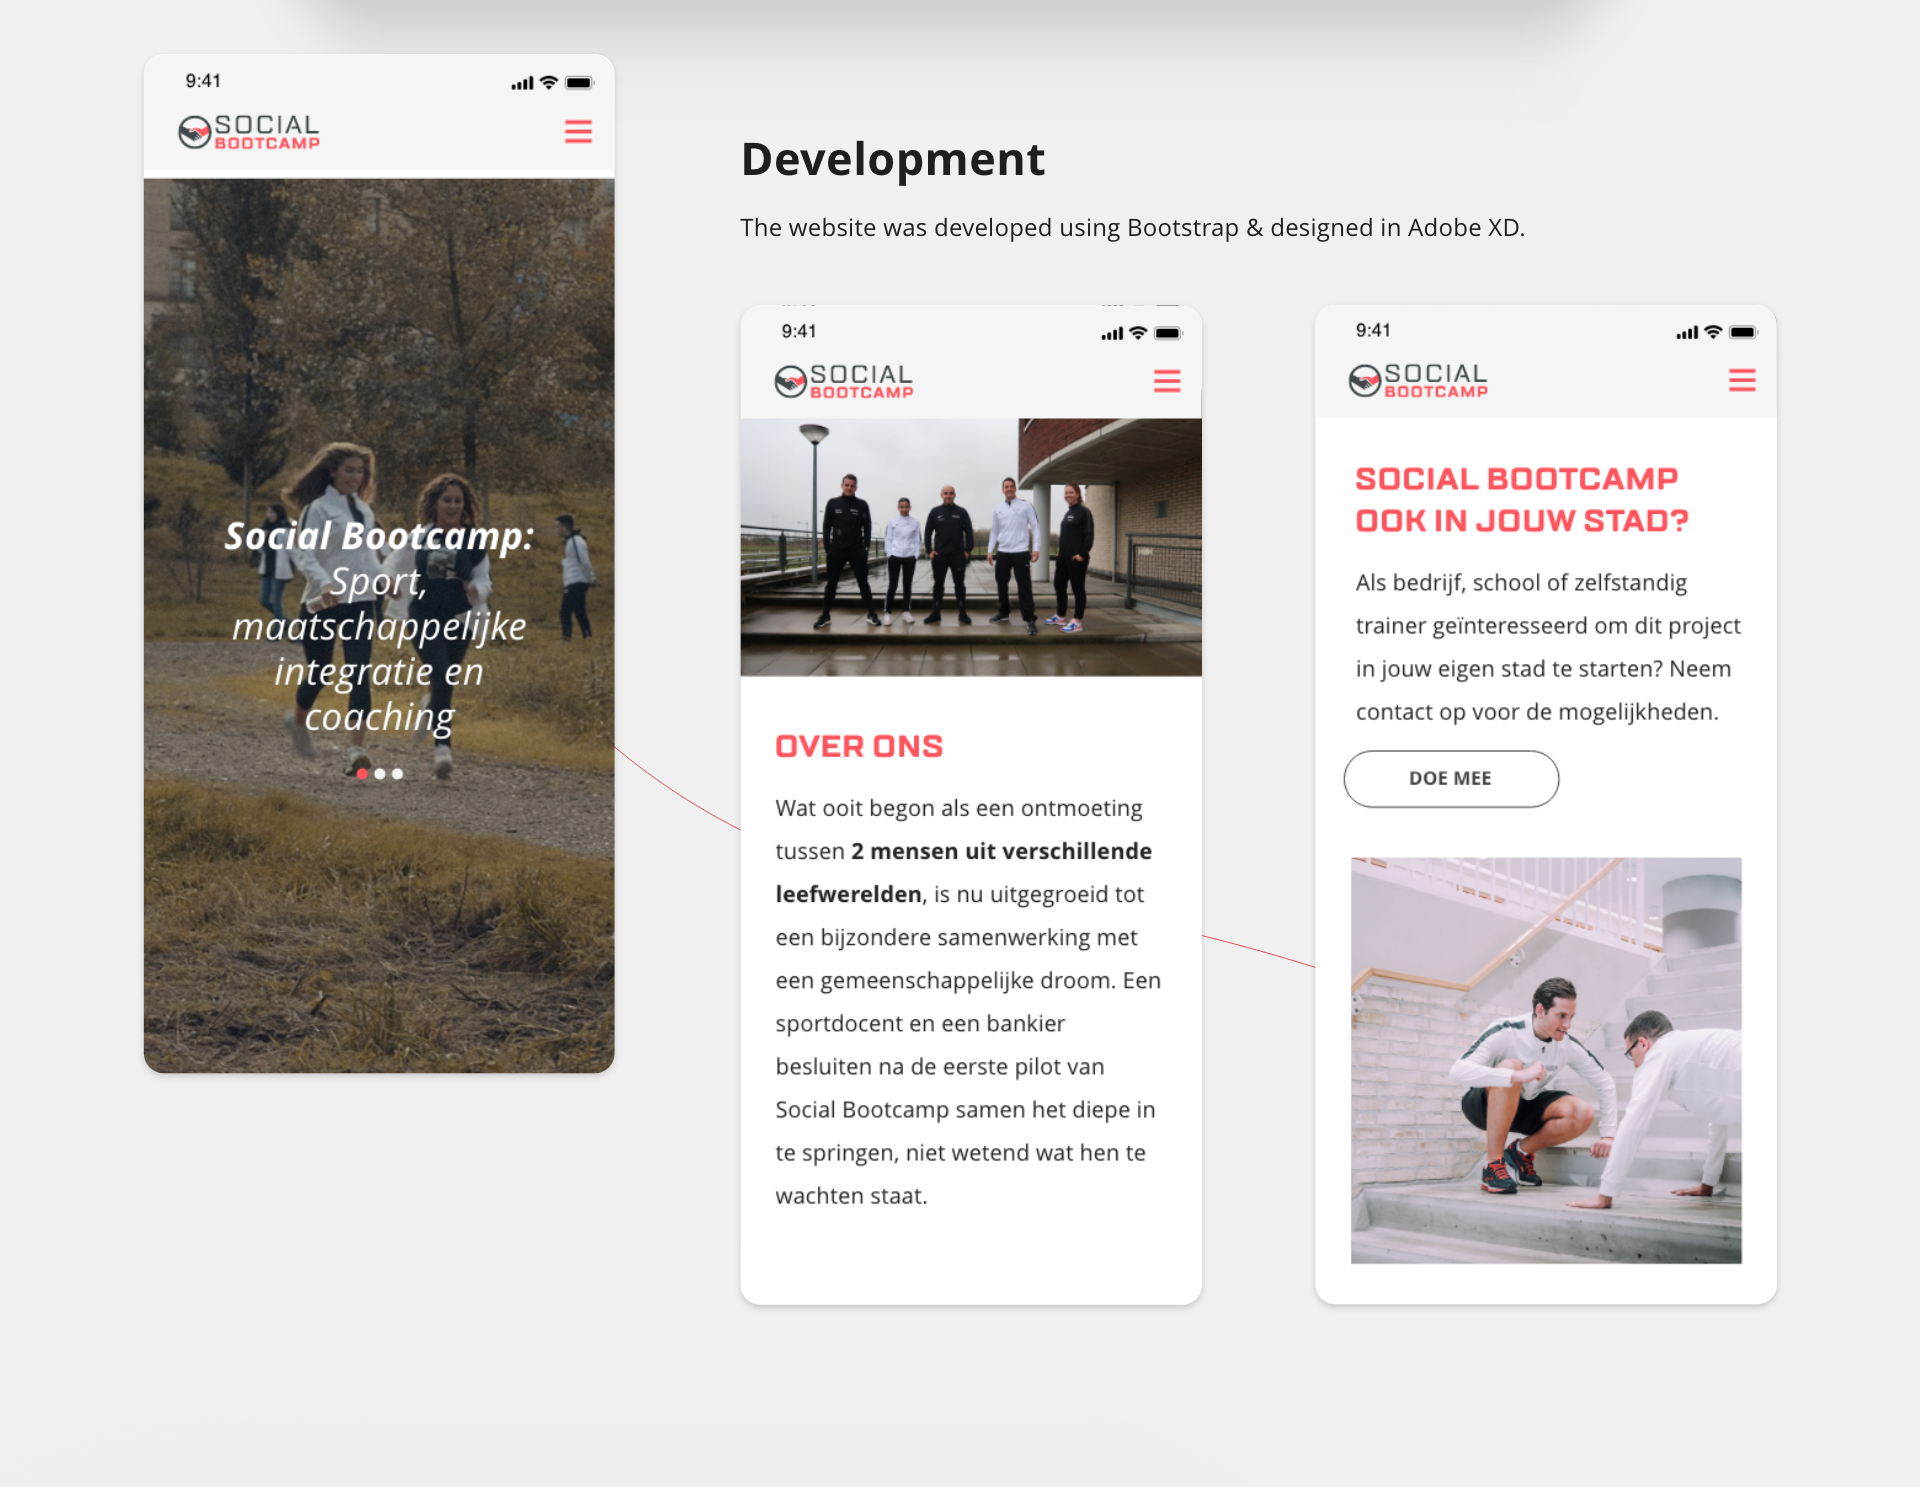 9:41
SOCIAL
BOOTCAMP
Social Bootcamp:
Sport,
maatschappelijke
integratie en
coaching
Development
The website was developed using Bootstrap & designed in Adobe XD.
9:41
SOCIAL
BOOTCAMP
OVER ONS
Wat ooit begon als een ontmoeting
tussen 2 mensen uit verschillende
leefwerelden, is nu uitgegroeid tot
een bijzondere samenwerking met
een gemeenschappelijke droom. Een
sportdocent en een bankier
besluiten na de eerste pilot van
Social Bootcamp samen het diepe in
te springen, niet wetend wat hen te
wachten staat.
9:41
SOCIAL
BOOTCAMP
SOCIAL BOOTCAMP
OOK IN JOUW STAD?
Als bedrijf, school of zelfstandig
trainer geïnteresseerd om dit project
in jouw eigen stad te starten? Neem
contact op voor de mogelijkheden.
DOE MEE